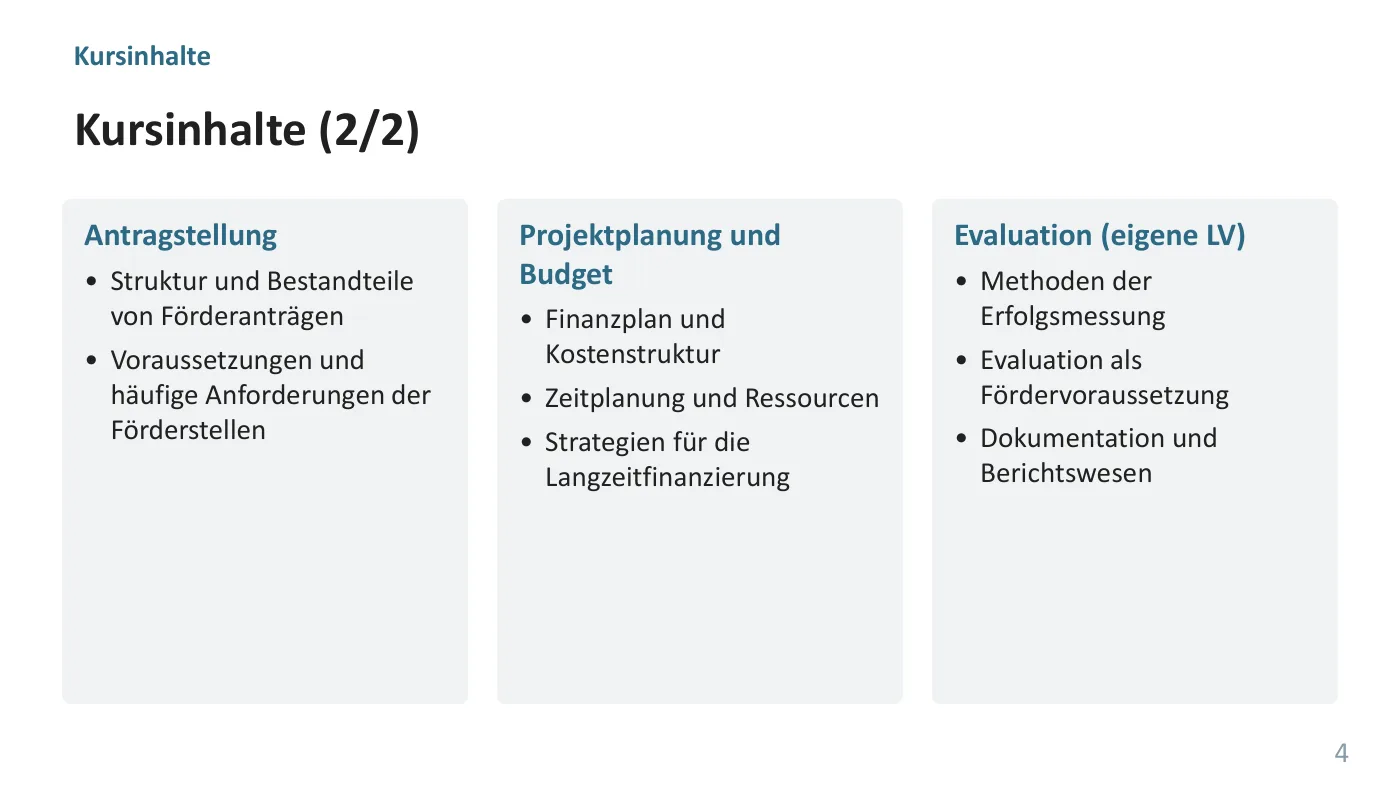 Kursinhalte
Kursinhalte (2/2)
Antragstellung
• Struktur und Bestandteile
von Förderanträgen
• Voraussetzungen und
häufige Anforderungen der
Förderstellen
Projektplanung und
Budget
• Finanzplan und
Kostenstruktur
• Zeitplanung und Ressourcen
• Strategien für die
Langzeitfinanzierung
Evaluation (eigene LV)
• Methoden der
Erfolgsmessung
• Evaluation als
Fördervoraussetzung
• Dokumentation und
Berichtswesen
4